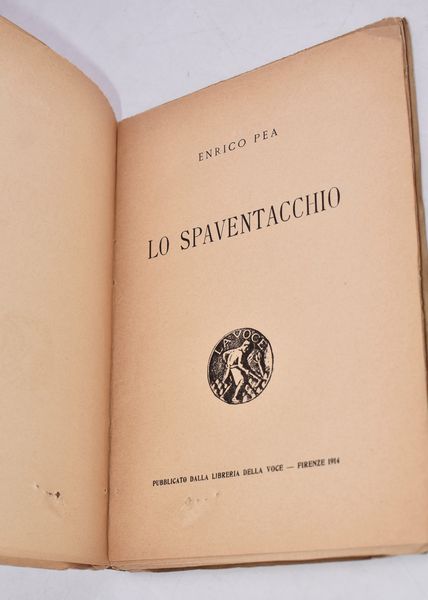 ENRICO PEA
LO SPAVENTACCHIO
LA VOCE
PUBBLICATO DALLA LIBRERIA DELLA VOCE — FIRENZE 1914